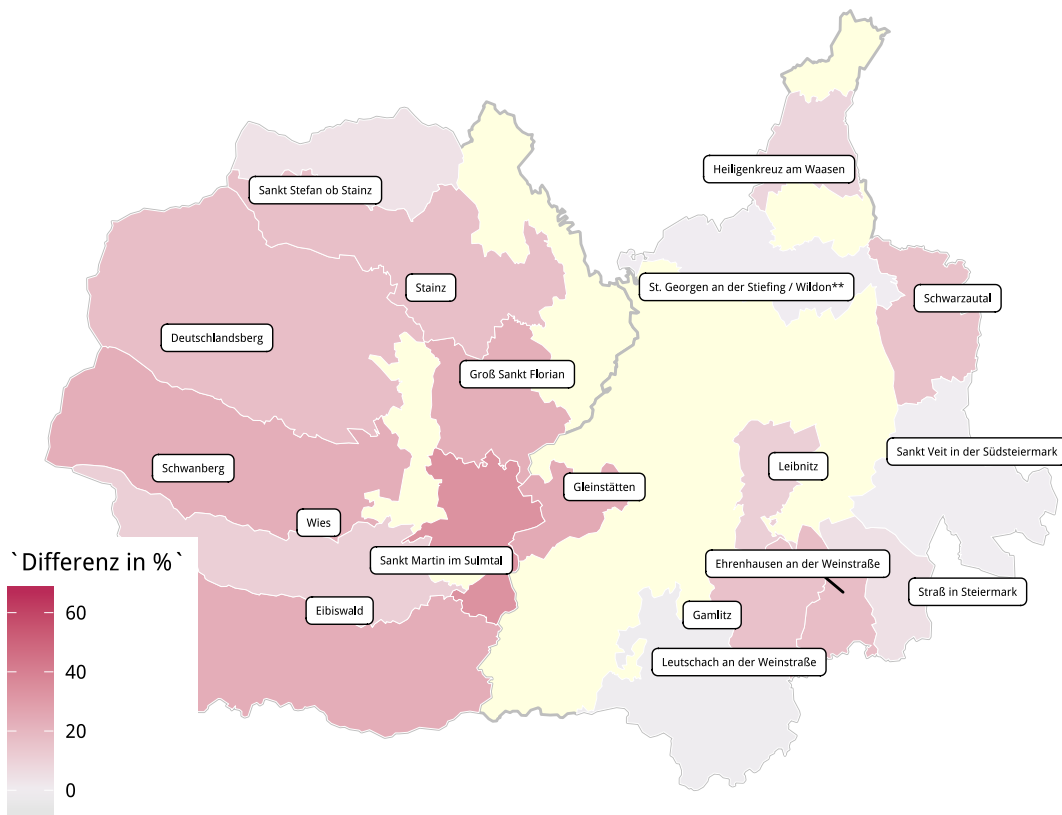 Heiligenkreuz am Waasen
Sankt Stefan ob Stainz
Stainz
St. Georgen an der Stiefing / Wildon**
Schwarzautal
Deutschlandsberg
Groß Sankt Florian
Sankt Veit in der Südsteiermark
Schwanberg
Leibnitz
Gleinstätten
Wies
Sankt Martin im Sulmtal
Ehrenhausen an der Weinstraße
Straß in Steiermark
Eibiswald
Gamlitz
Leutschach an der Weinstraße
`Differenz in %`
60
40
20
0